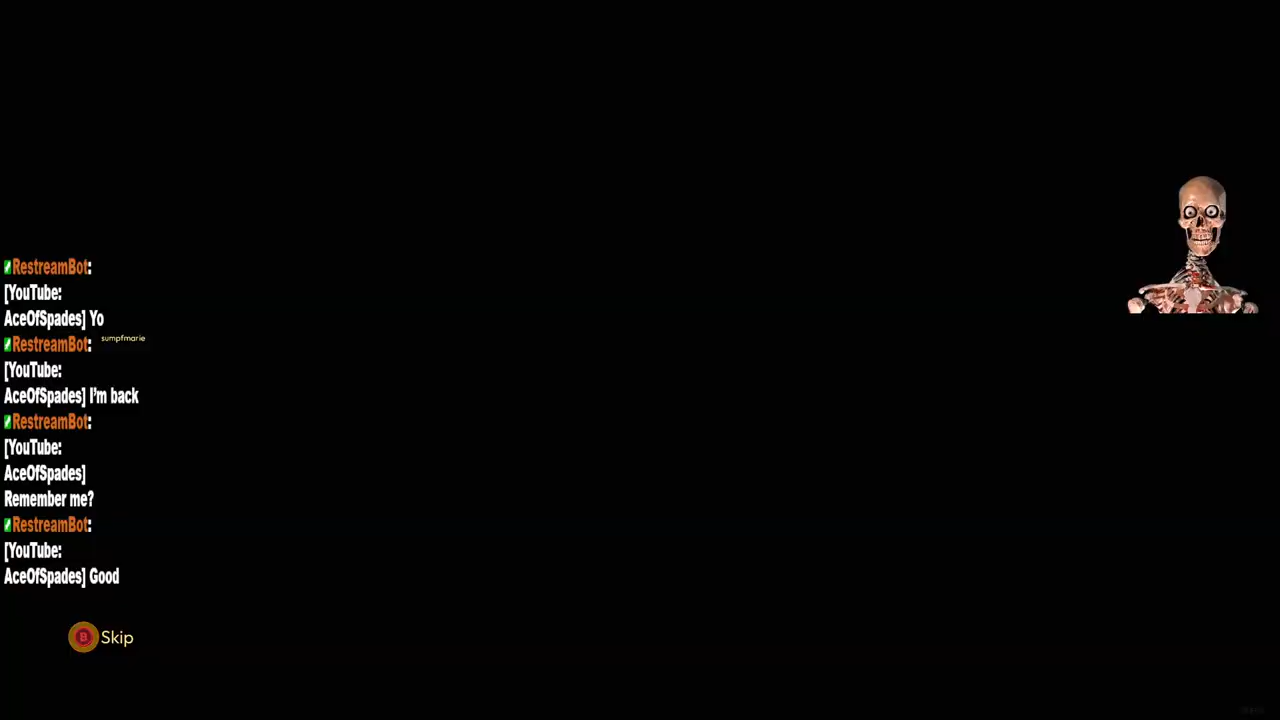 RestreamBot:
[YouTube:
AceOfSpades] Yo
RestreamBot:
sumpfmarie
[YouTube:
AceOfSpades] I'm back
RestreamBot:
[YouTube:
AceOfSpades]
Remember me?
RestreamBot:
[YouTube:
AceOfSpades] Good
B Skip